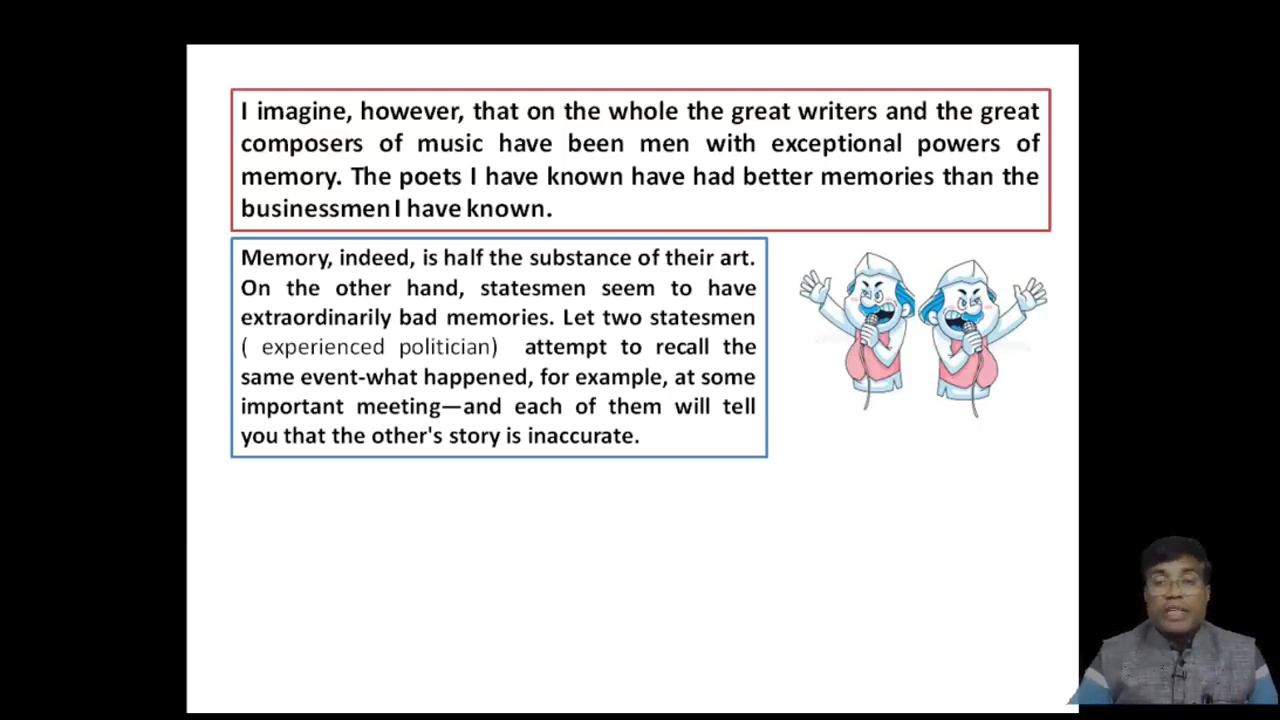 I imagine, however, that on the whole the great writers and the great
composers of music have been men with exceptional powers of
memory. The poets I have known have had better memories than the
businessmen I have known.
Memory, indeed, is half the substance of their art.
On the other hand, statesmen seem to have
extraordinarily bad memories. Let two statesmen
( experienced politician) attempt to recall the
same event-what happened, for example, at some
important meeting—and each of them will tell
you that the other's story is inaccurate.